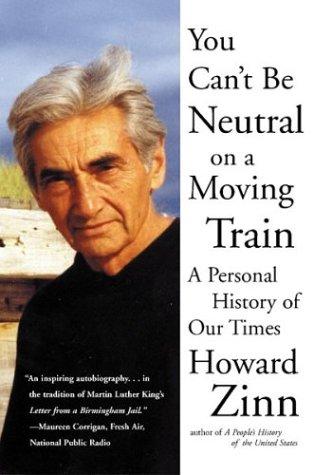 You
Can't Be
Neutral
on a
Moving
Train
A Personal
History of
Our Times
Howard
Zinn
author of A People's History
of the United States
"An inspiring autobiography. . . in
the tradition of Martin Luther King's
Letter from a Birmingham Jail."
—Maureen Corrigan, Fresh Air,
National Public Radio